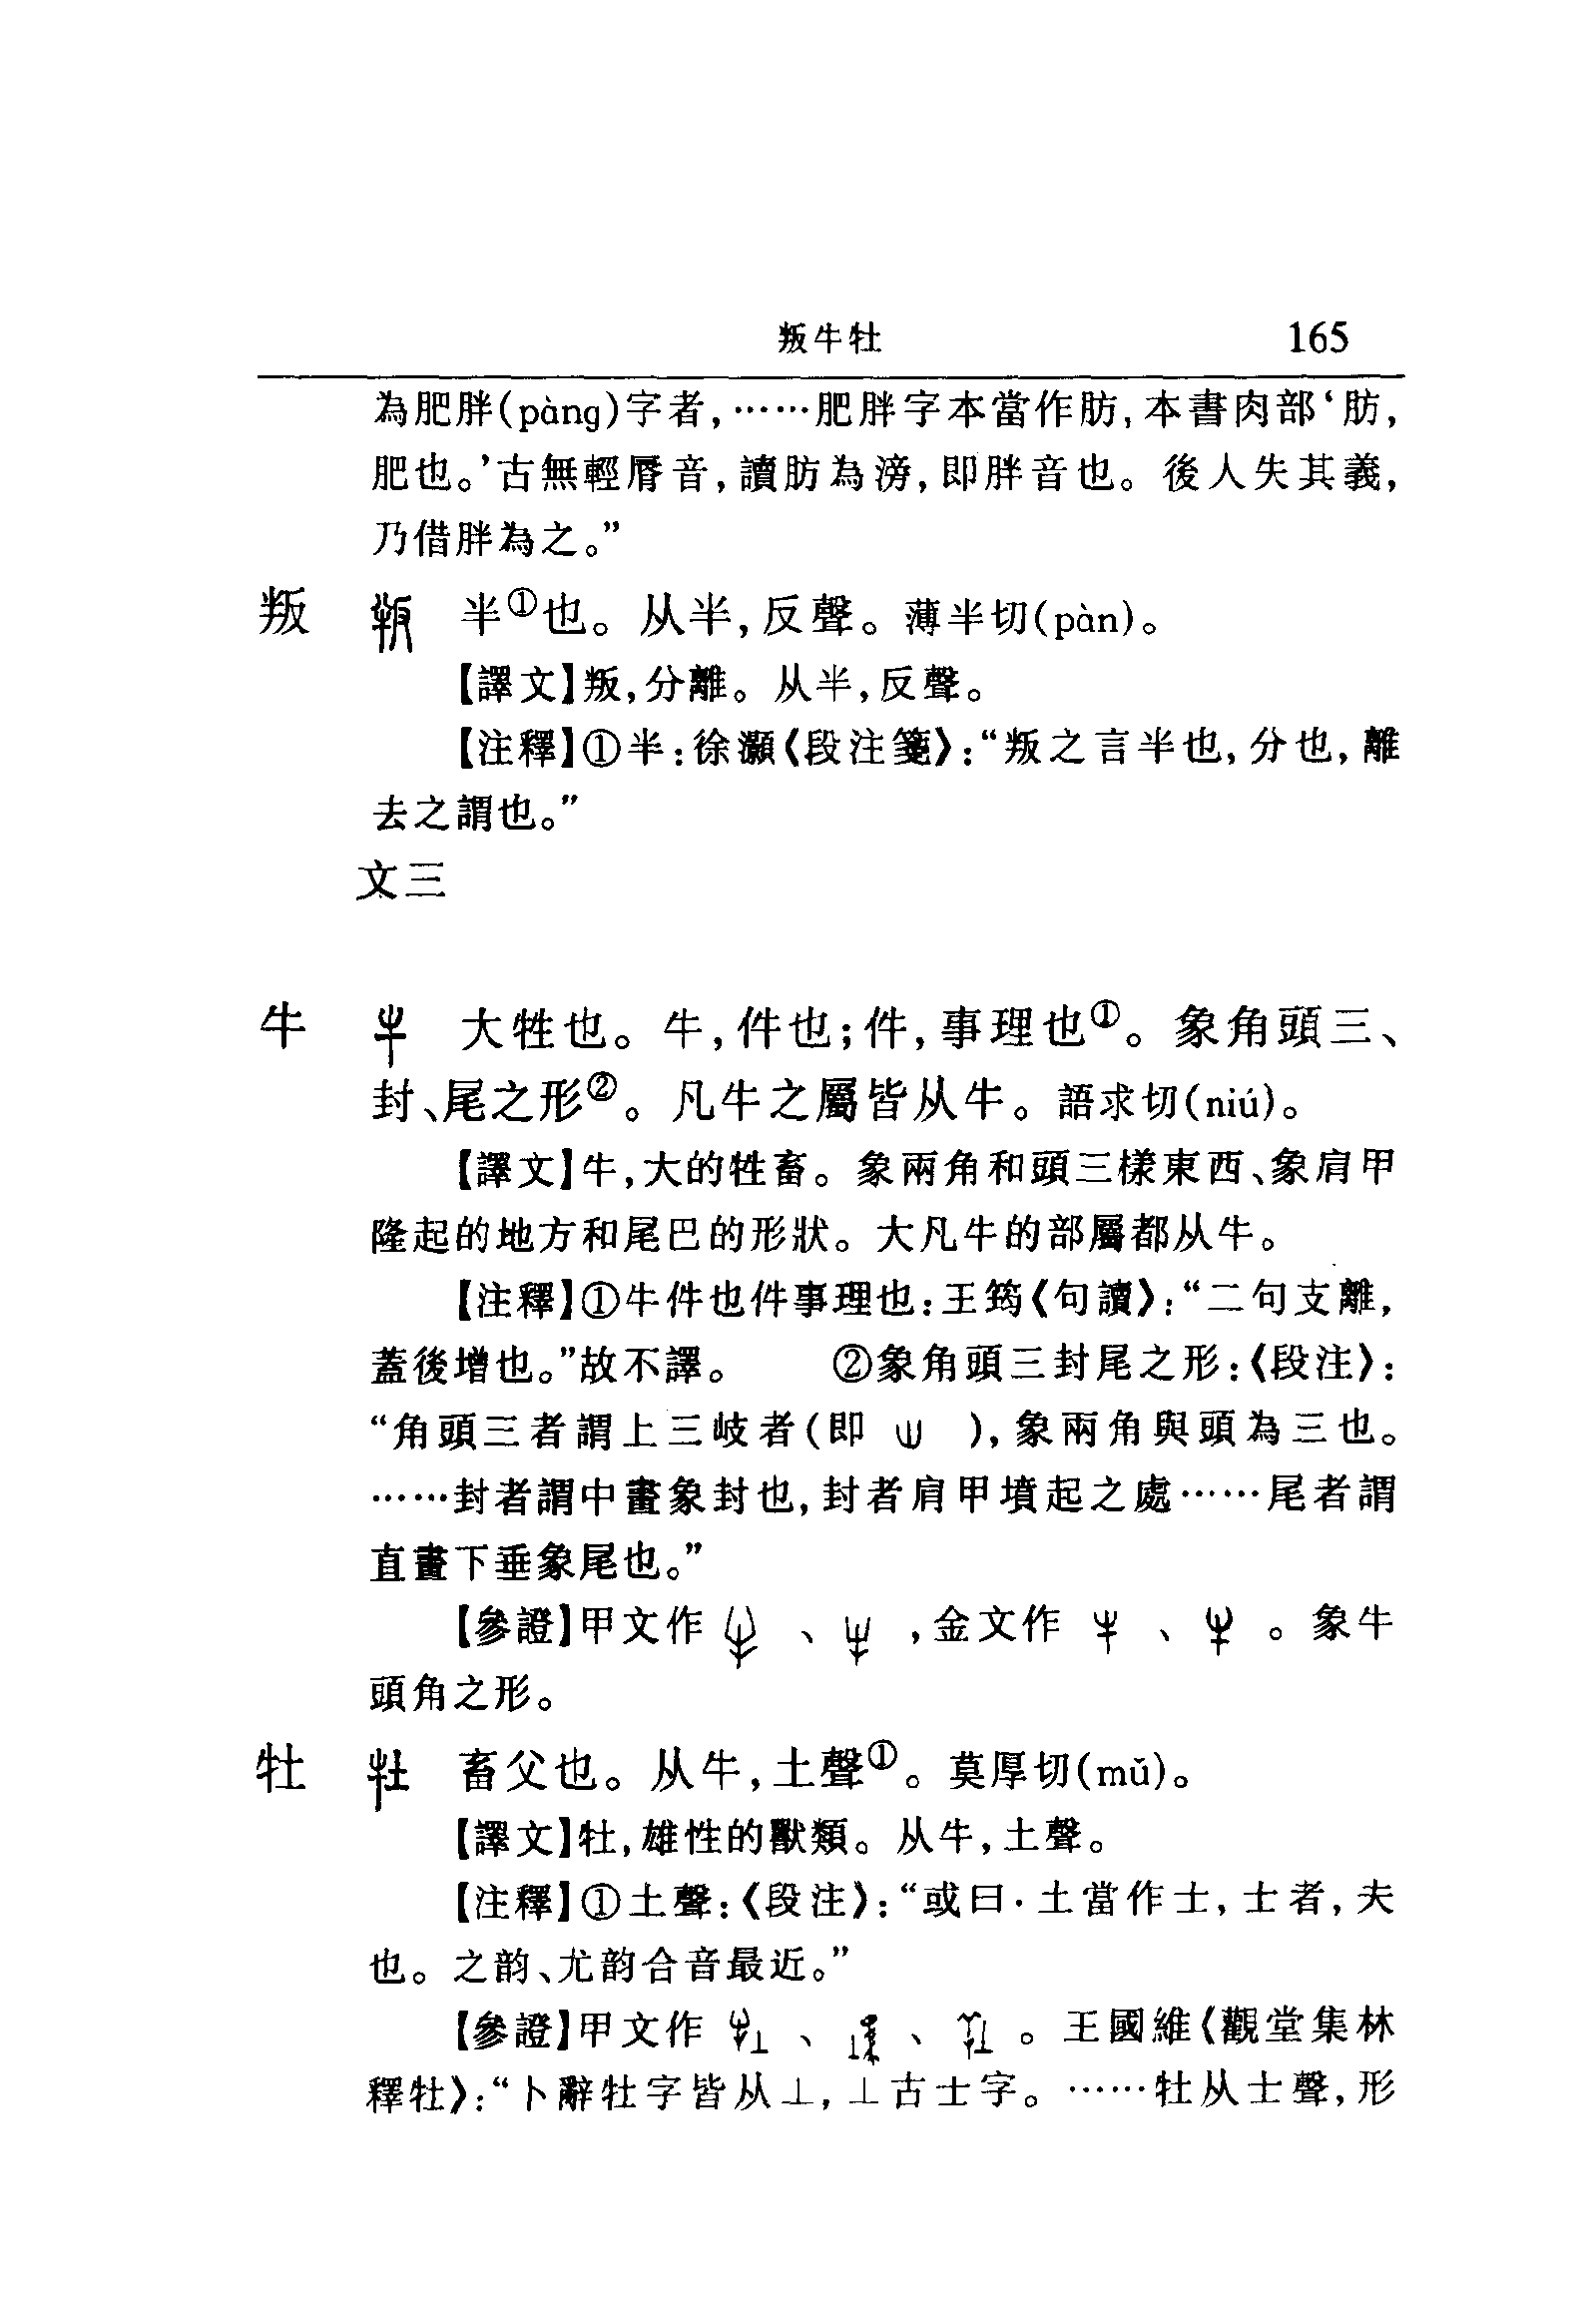 叛牛牡 165
為肥胖(pàng)字者,……肥胖字本當作肪,本書肉部‘肪,
肥也。’古無輕脣音,讀肪為滂,即胖音也。後人失其義,
乃借胖為之。”
叛 半①也。从半,反聲。薄半切(pàn)。
【譯文】叛,分離。从半,反聲。
【注釋】①半:徐灝《段注箋》:“叛之言半也,分也,離
去之謂也。”
文三
牛 大牲也。牛,件也;件,事理也①。象角頭三、
封、尾之形②。凡牛之屬皆从牛。語求切(niú)。
【譯文】牛,大的牲畜。象兩角和頭三樣東西、象肩甲
隆起的地方和尾巴的形狀。大凡牛的部屬都从牛。
【注釋】①牛件也件事理也:王筠《句讀》:“二句支離,
蓋後增也。”故不譯。 ②象角頭三封尾之形:《段注》:
“角頭三者謂上三岐者(即 ),象兩角與頭為三也。
……封者謂中畫象封也,封者肩甲墳起之處……尾者謂
直畫下垂象尾也。”
【參證】甲文作 、 ,金文作 、 。象牛
頭角之形。
牡 畜父也。从牛,土聲①。莫厚切(mǔ)。
【譯文】牡,雄性的獸類。从牛,土聲。
【注釋】①土聲:《段注》:“或曰·土當作士,士者,夫
也。之韵、尤韵合音最近。”
【參證】甲文作 、 、 。王國維《觀堂集林
釋牡》:“卜辭牡字皆从⊥,⊥古士字。……牡从士聲,形